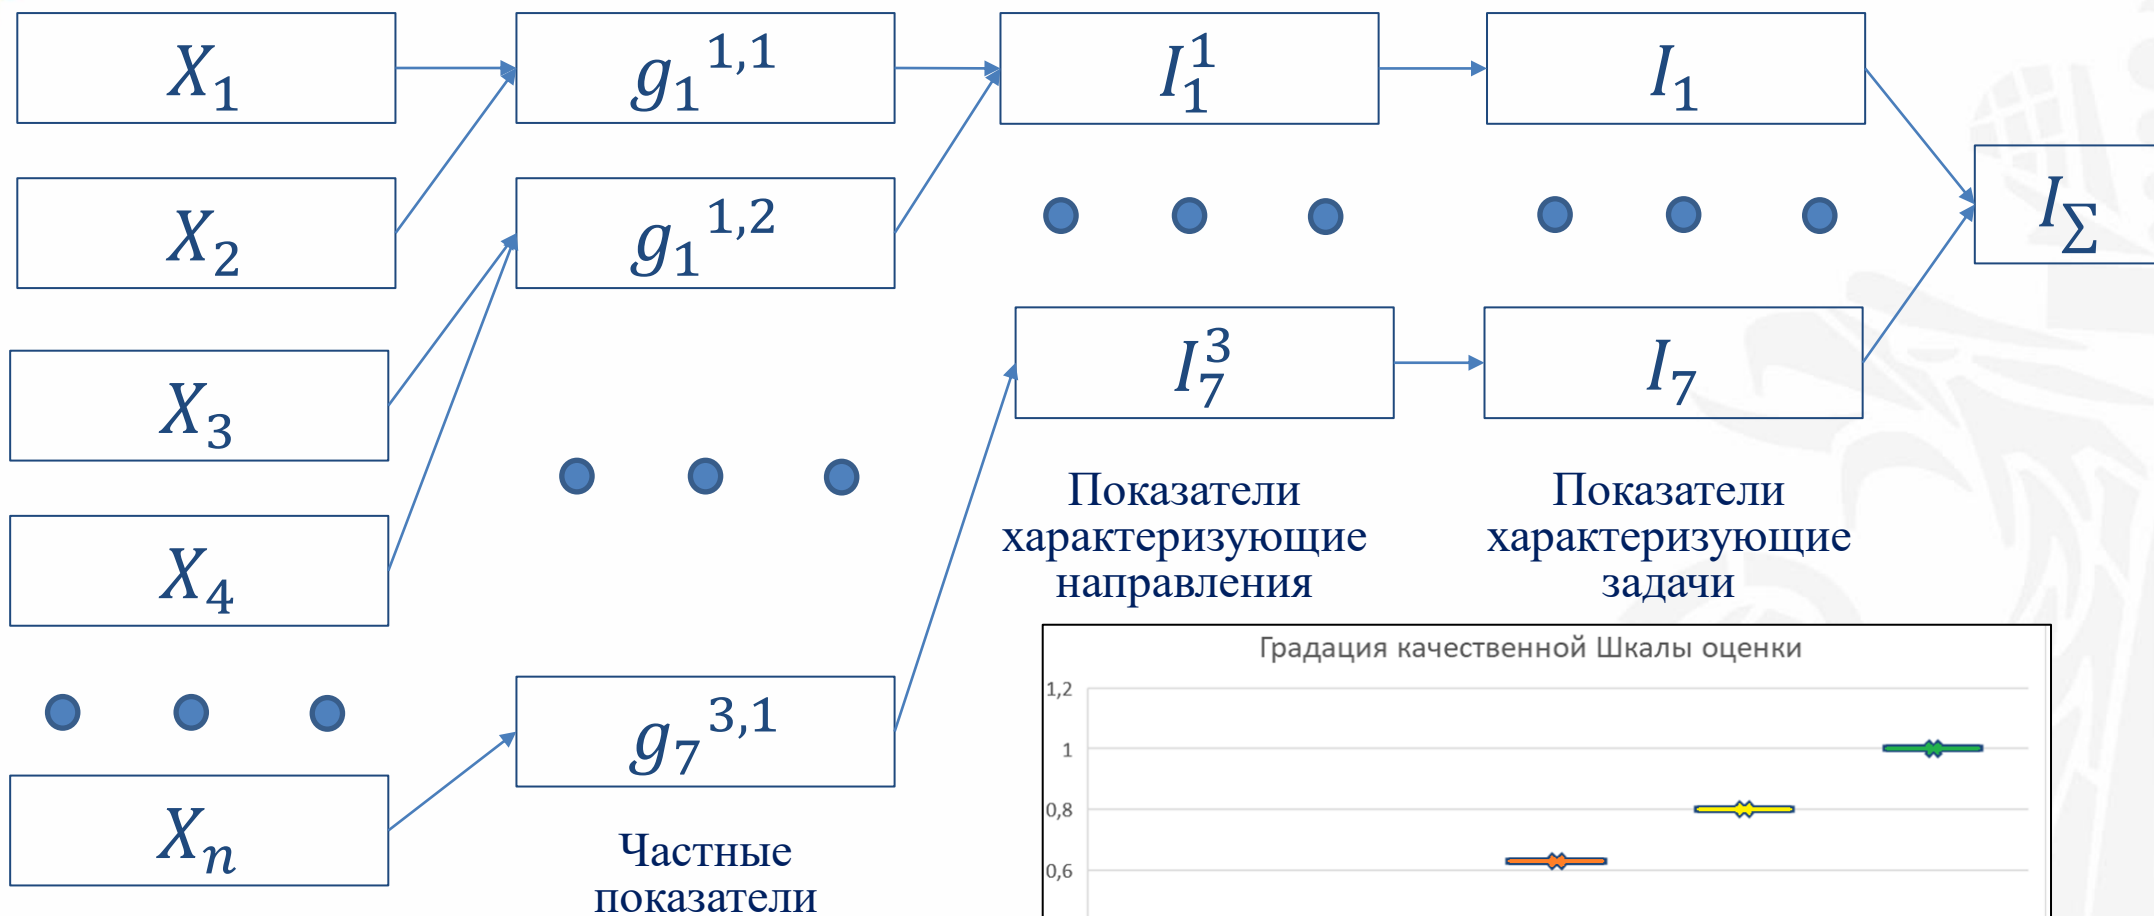 X₁
g₁^{1,1}
I₁^{1}
I₁
X₂
g₁^{1,2}
I_Σ
X₃
I₇^{3}
I₇
X₄
Показатели
характеризующие
направления
Показатели
характеризующие
задачи
g₇^{3,1}
Xₙ
Частные
показатели
Градация качественной Шкалы оценки
1,2
1
0,8
0,6